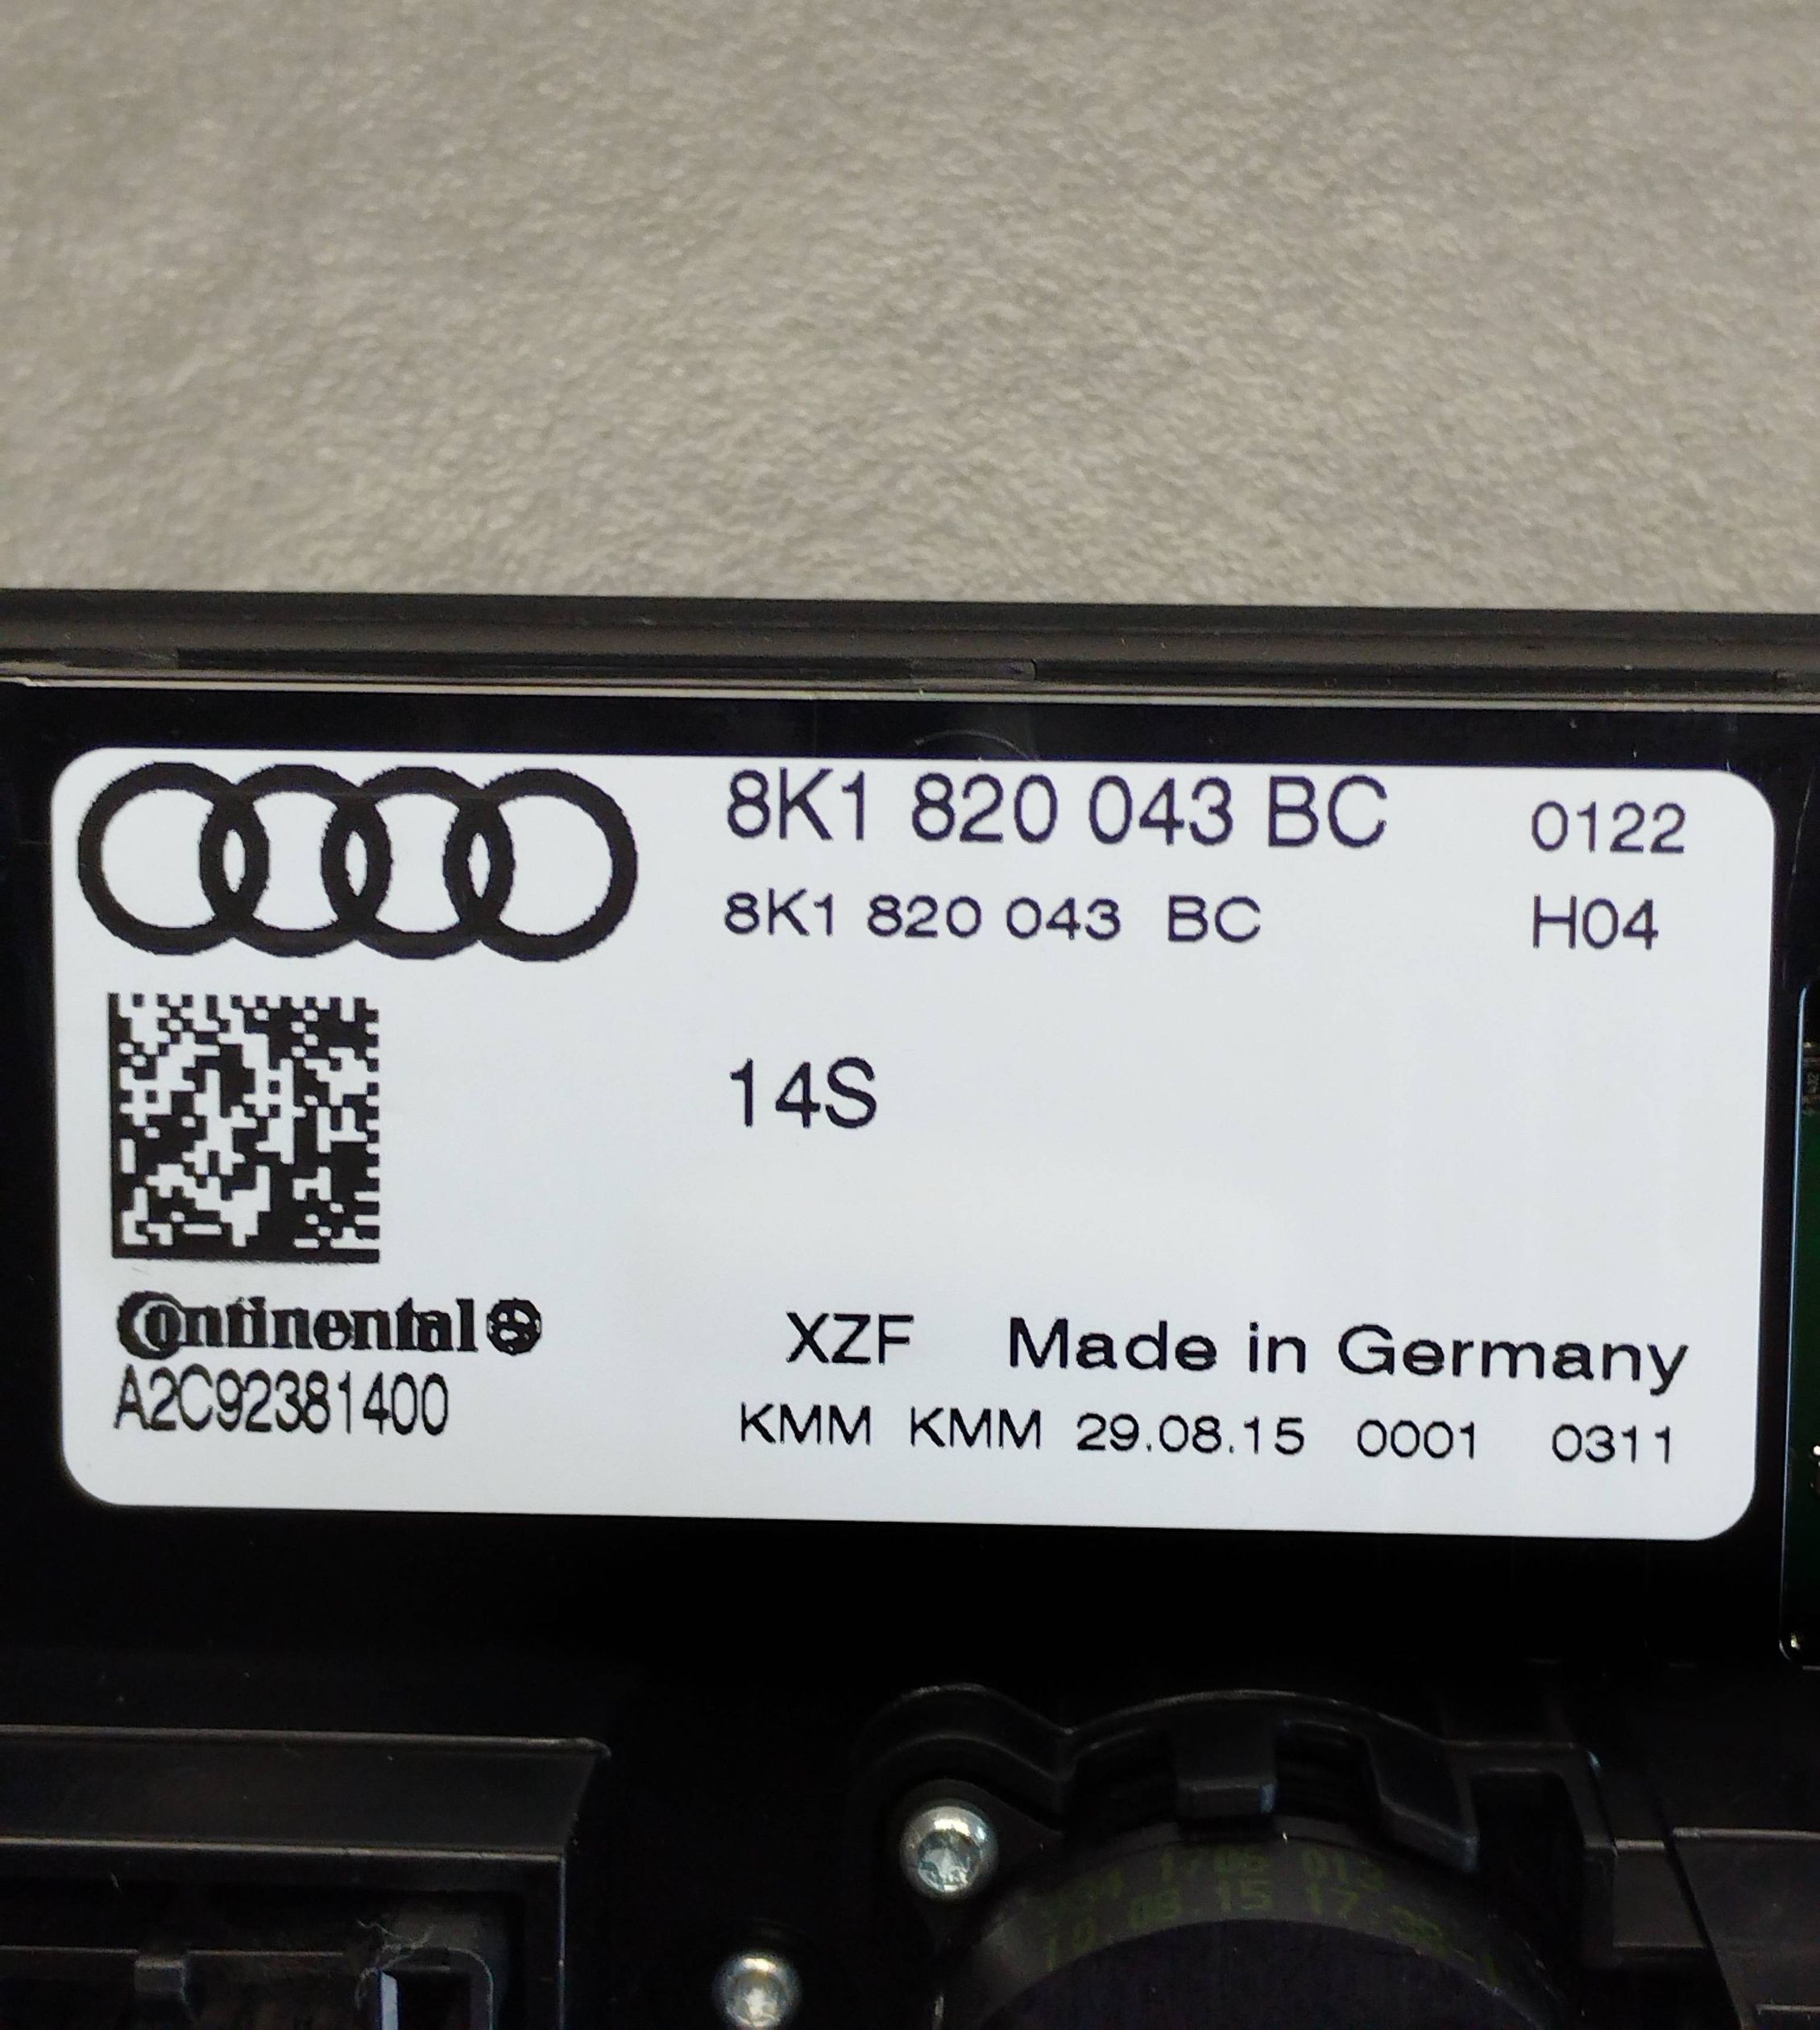 8K1 820 043 BC 0122
8K1 820 043 BC H04
14S
Continental
A2C92381400
XZF Made in Germany
KMM KMM 29.08.15 0001 0311